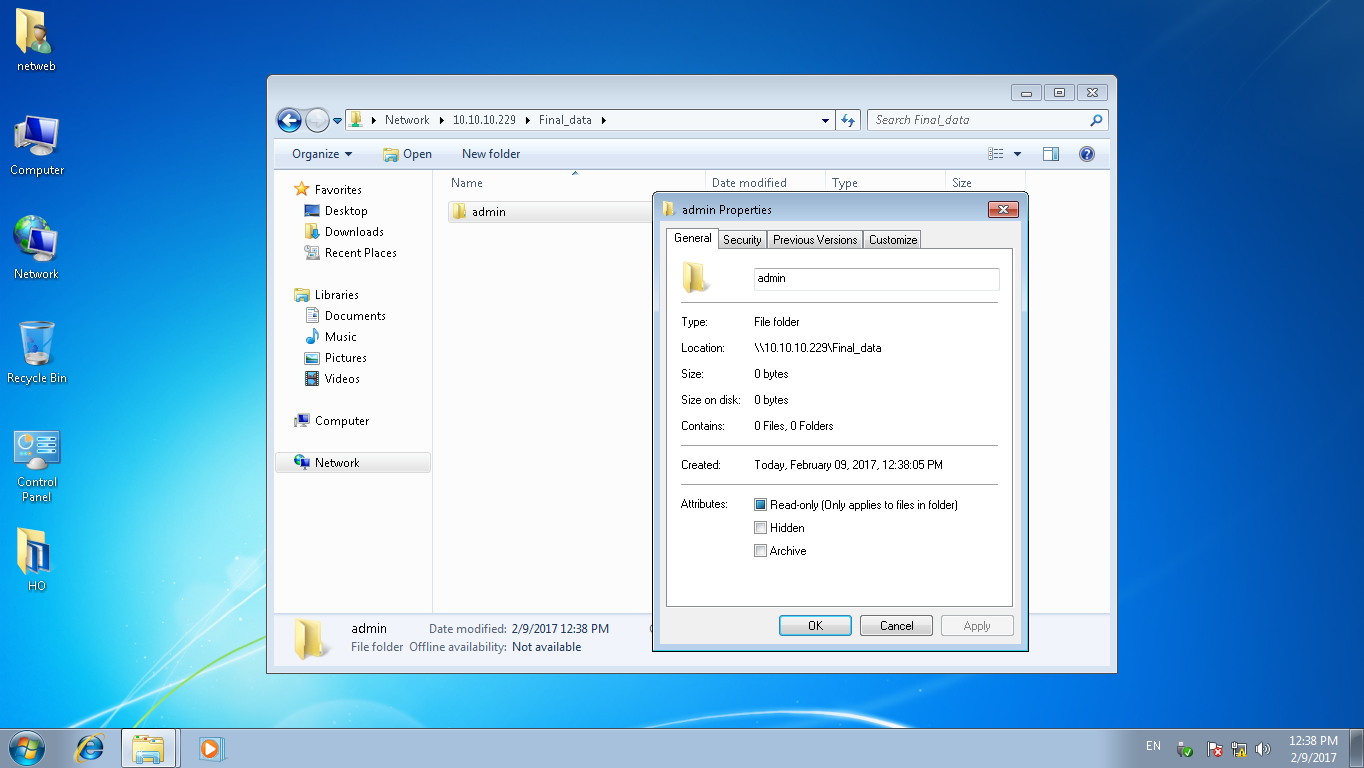 netweb
Computer
Network
Recycle Bin
Control
Panel
HO
Network 10.10.10.229 Final_data
Search Final_data
Organize Open New folder
Name Date modified Type Size
Favorites
Desktop
Downloads
Recent Places
Libraries
Documents
Music
Pictures
Videos
Computer
Network
admin
admin Properties
General Security Previous Versions Customize
admin
Type: File folder
Location: \\10.10.10.229\Final_data
Size: 0 bytes
Size on disk: 0 bytes
Contains: 0 Files, 0 Folders
Created: Today, February 09, 2017, 12:38:05 PM
Attributes: Read-only (Only applies to files in folder)
Hidden
Archive
OK Cancel Apply
admin Date modified: 2/9/2017 12:38 PM
File folder Offline availability: Not available
EN
12:38 PM
2/9/2017